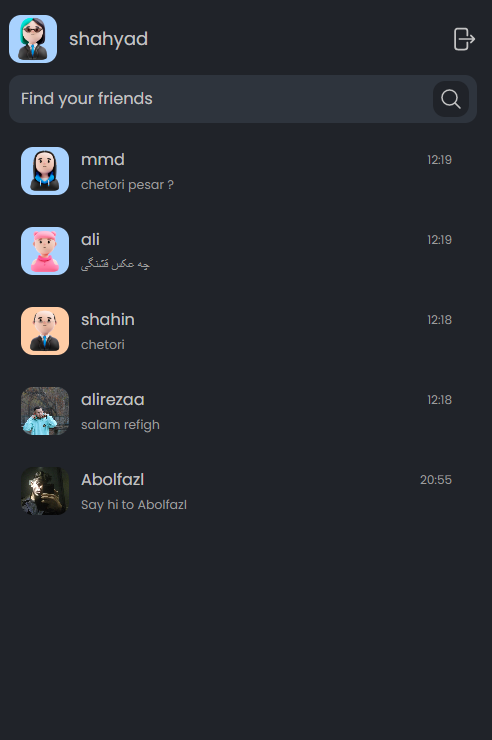 shahyad
Find your friends
mmd
12:19
chetori pesar ?
ali
12:19
چه عکس قشنگی
shahin
12:18
chetori
alirezaa
12:18
salam refigh
Abolfazl
20:55
Say hi to Abolfazl